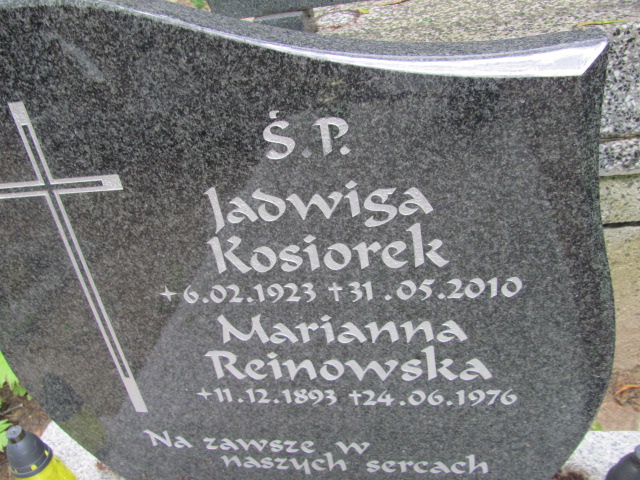 Ś.P.
Jadwiga
Kosiorek
+6.02.1923 †31.05.2010
Marianna
Reinowska
+11.12.1893 †24.06.1976
Na zawsze w
naszych sercach